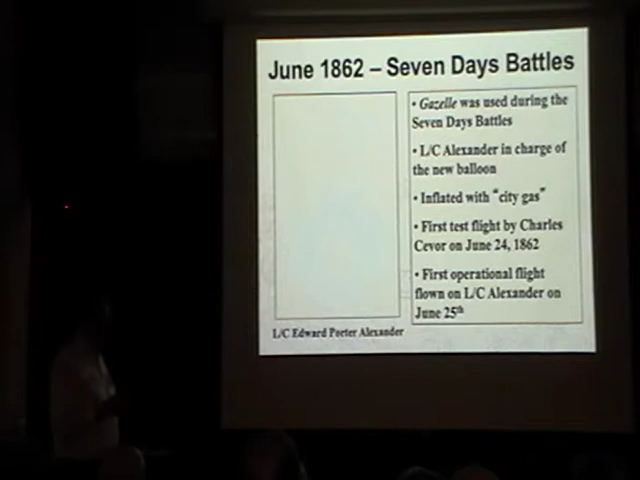 June 1862 – Seven Days Battles
• Gazelle was used during the
Seven Days Battles
• L/C Alexander in charge of
the new balloon
• Inflated with "city gas"
• First test flight by Charles
Cevor on June 24, 1862
• First operational flight
flown on L/C Alexander on
June 25th
L/C Edward Porter Alexander